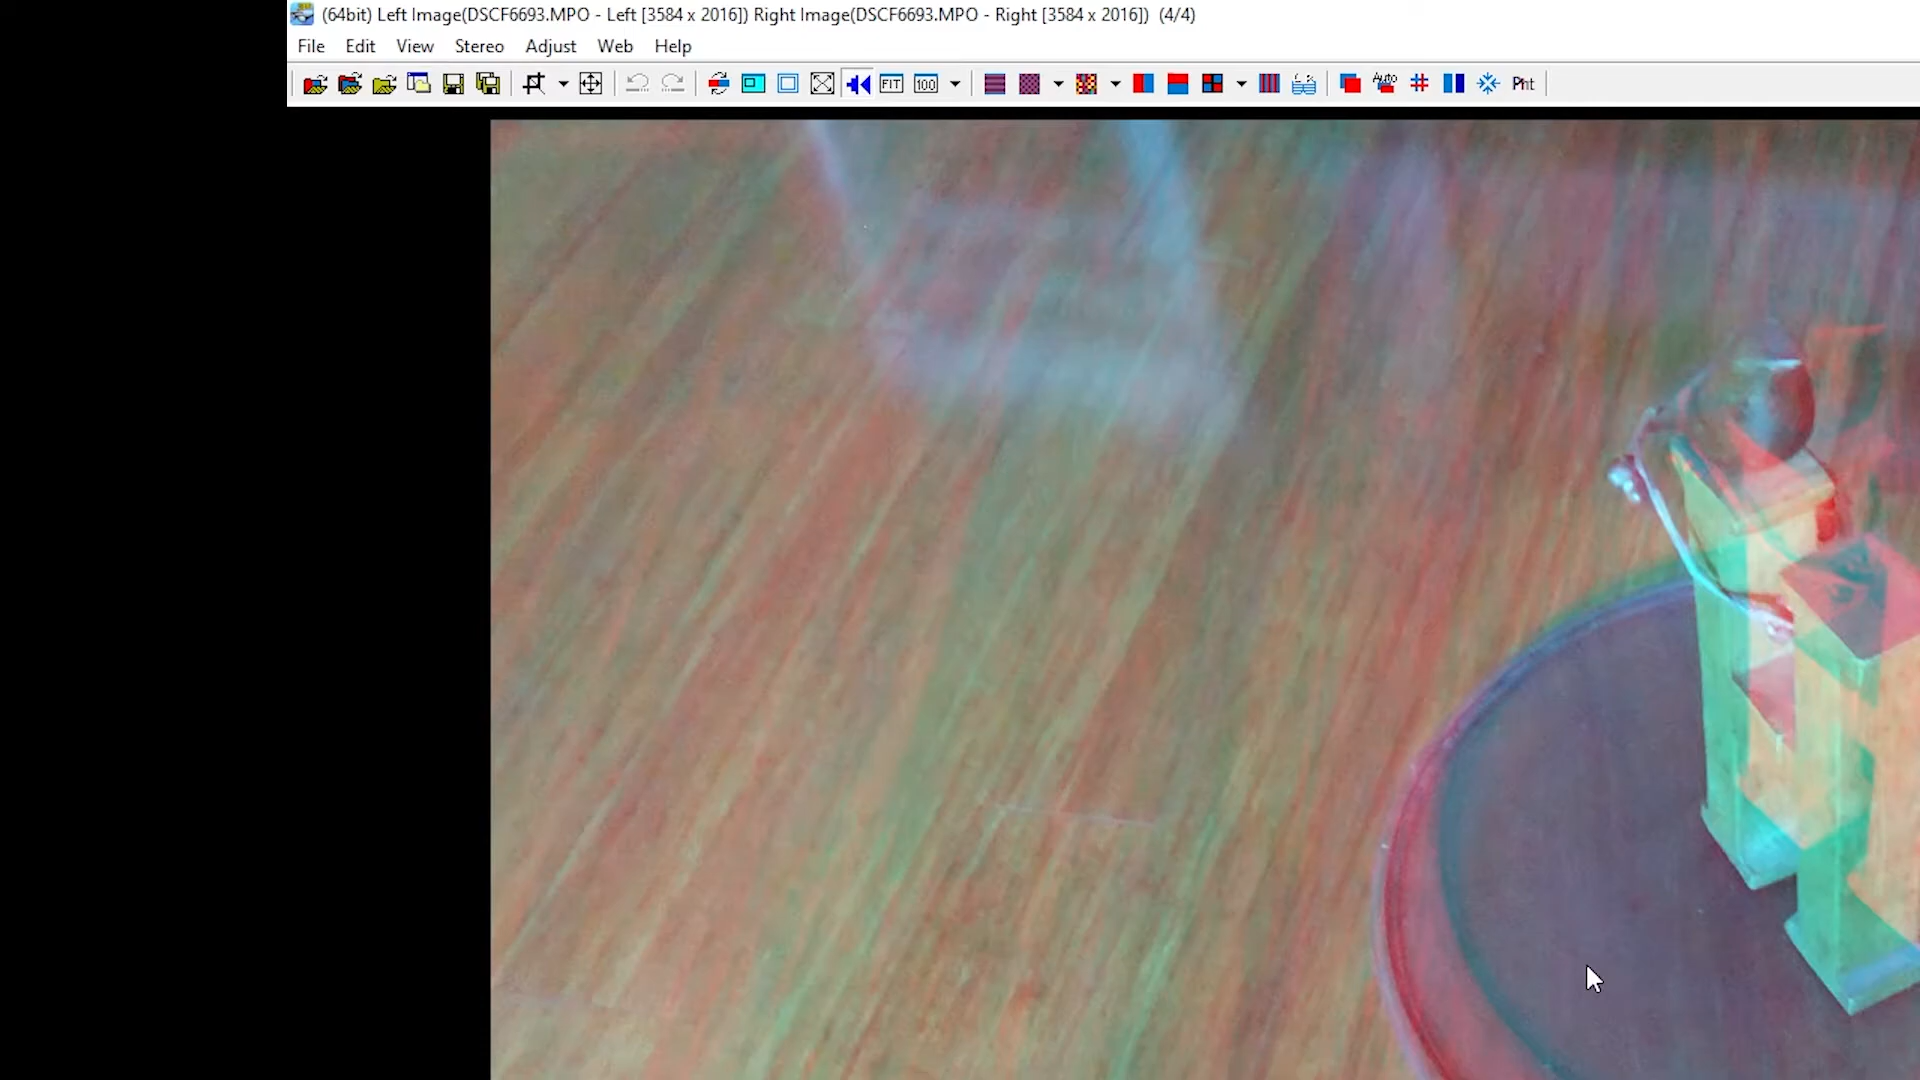 (64bit) Left Image(DSCF6693.MPO - Left [3584 x 2016]) Right Image(DSCF6693.MPO - Right [3584 x 2016])  (4/4)
File Edit View Stereo Adjust Web Help
FIT 100 Auto Pht